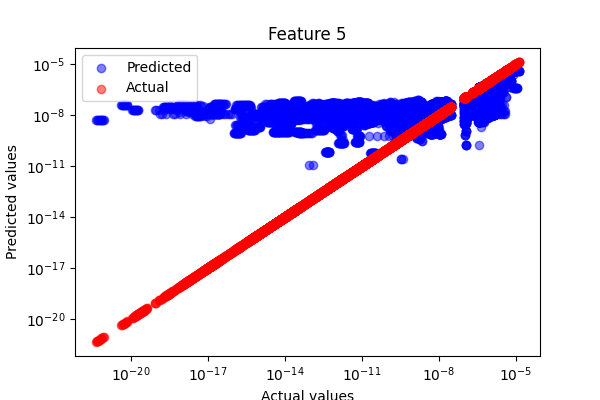 Feature 5
Predicted
Actual
Predicted values
10⁻⁵
10⁻⁸
10⁻¹¹
10⁻¹⁴
10⁻¹⁷
10⁻²⁰
10⁻²⁰ 10⁻¹⁷ 10⁻¹⁴ 10⁻¹¹ 10⁻⁸ 10⁻⁵
Actual values